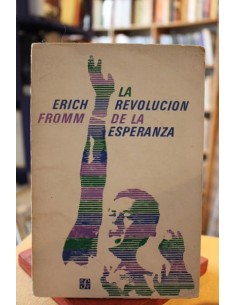 LA
ERICH REVOLUCION
FROMM DE LA
ESPERANZA